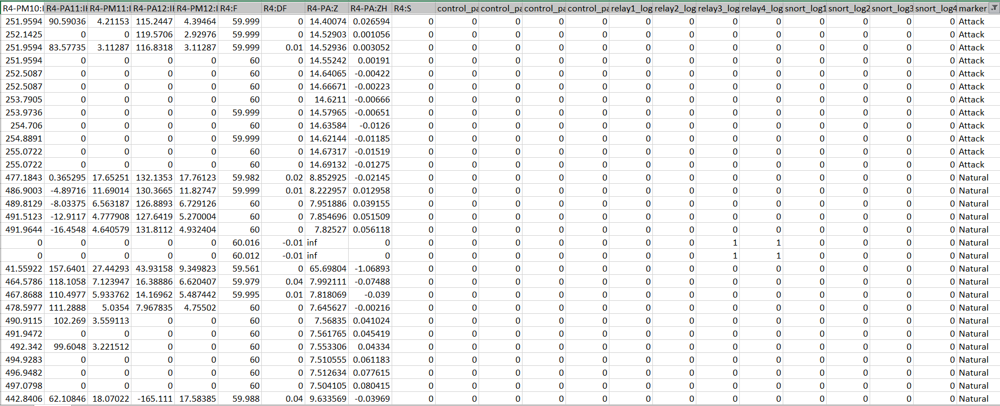 R4-PM10:I R4-PA11:IH R4-PM11:I R4-PA12:IH R4-PM12:I R4:F R4:DF R4-PA:Z R4-PA:ZH R4:S control_pa control_pa control_pa control_pa relay1_log relay2_log relay3_log relay4_log snort_log1 snort_log2 snort_log3 snort_log4 marker
251.9594 90.59036 4.21153 115.2447 4.39464 59.999 0 14.40074 0.026594 0 0 0 0 0 0 0 0 0 0 0 0 0 Attack
252.1425 0 0 119.5706 2.92976 59.999 0 14.52903 0.001056 0 0 0 0 0 0 0 0 0 0 0 0 0 Attack
251.9594 83.57735 3.11287 116.8318 3.11287 59.999 0.01 14.52936 0.003052 0 0 0 0 0 0 0 0 0 0 0 0 0 Attack
251.9594 0 0 0 0 60 0 14.55242 0.00191 0 0 0 0 0 0 0 0 0 0 0 0 0 Attack
252.5087 0 0 0 0 60 0 14.64065 -0.00422 0 0 0 0 0 0 0 0 0 0 0 0 0 Attack
252.5087 0 0 0 0 60 0 14.66671 -0.00223 0 0 0 0 0 0 0 0 0 0 0 0 0 Attack
253.7905 0 0 0 0 60 0 14.6211 -0.00666 0 0 0 0 0 0 0 0 0 0 0 0 0 Attack
253.9736 0 0 0 0 59.999 0 14.57965 -0.00651 0 0 0 0 0 0 0 0 0 0 0 0 0 Attack
254.706 0 0 0 0 60 0 14.63584 -0.0126 0 0 0 0 0 0 0 0 0 0 0 0 0 Attack
254.8891 0 0 0 0 59.999 0 14.62144 -0.01185 0 0 0 0 0 0 0 0 0 0 0 0 0 Attack
255.0722 0 0 0 0 60 0 14.67317 -0.01519 0 0 0 0 0 0 0 0 0 0 0 0 0 Attack
255.0722 0 0 0 0 60 0 14.69132 -0.01275 0 0 0 0 0 0 0 0 0 0 0 0 0 Attack
477.1843 0.365295 17.65251 132.1353 17.76123 59.982 0.02 8.852925 -0.02145 0 0 0 0 0 0 0 0 0 0 0 0 0 Natural
486.9003 -4.89716 11.69014 130.3665 11.82747 59.999 0.01 8.222957 0.012958 0 0 0 0 0 0 0 0 0 0 0 0 0 Natural
489.8129 -8.03375 6.563187 126.8893 6.729126 60 0 7.951886 0.039155 0 0 0 0 0 0 0 0 0 0 0 0 0 Natural
491.5123 -12.9117 4.777908 127.6419 5.270004 60 0 7.854696 0.051509 0 0 0 0 0 0 0 0 0 0 0 0 0 Natural
491.9644 -16.4548 4.640579 131.8112 4.932404 60 0 7.82527 0.056118 0 0 0 0 0 0 0 0 0 0 0 0 0 Natural
0 0 0 0 0 60.016 -0.01 inf 0 0 0 0 0 0 0 0 1 1 0 0 0 0 Natural
0 0 0 0 0 60.012 -0.01 inf 0 0 0 0 0 0 0 0 1 1 0 0 0 0 Natural
41.55922 157.6401 27.44293 43.93158 9.349823 59.561 0 65.69804 -1.06893 0 0 0 0 0 0 0 0 0 0 0 0 0 Natural
464.5786 118.1058 7.123947 16.38886 6.620407 59.979 0.04 7.992111 -0.07488 0 0 0 0 0 0 0 0 0 0 0 0 0 Natural
467.8688 110.4977 5.933762 14.16962 5.487442 59.995 0.01 7.818069 -0.039 0 0 0 0 0 0 0 0 0 0 0 0 0 Natural
478.5977 111.2888 5.0354 7.967835 4.75502 60 0 7.645627 -0.00216 0 0 0 0 0 0 0 0 0 0 0 0 0 Natural
490.9115 102.269 3.559113 0 0 60 0 7.56835 0.041024 0 0 0 0 0 0 0 0 0 0 0 0 0 Natural
491.9472 0 0 0 0 60 0 7.561765 0.045419 0 0 0 0 0 0 0 0 0 0 0 0 0 Natural
492.342 99.6048 3.221512 0 0 60 0 7.553306 0.04334 0 0 0 0 0 0 0 0 0 0 0 0 0 Natural
494.9283 0 0 0 0 60 0 7.510555 0.061183 0 0 0 0 0 0 0 0 0 0 0 0 0 Natural
496.9482 0 0 0 0 60 0 7.512634 0.077615 0 0 0 0 0 0 0 0 0 0 0 0 0 Natural
497.0798 0 0 0 0 60 0 7.504105 0.080415 0 0 0 0 0 0 0 0 0 0 0 0 0 Natural
442.8406 62.10846 18.07022 -165.111 17.58385 59.988 0.04 9.633569 -0.03969 0 0 0 0 0 0 0 0 0 0 0 0 0 Natural